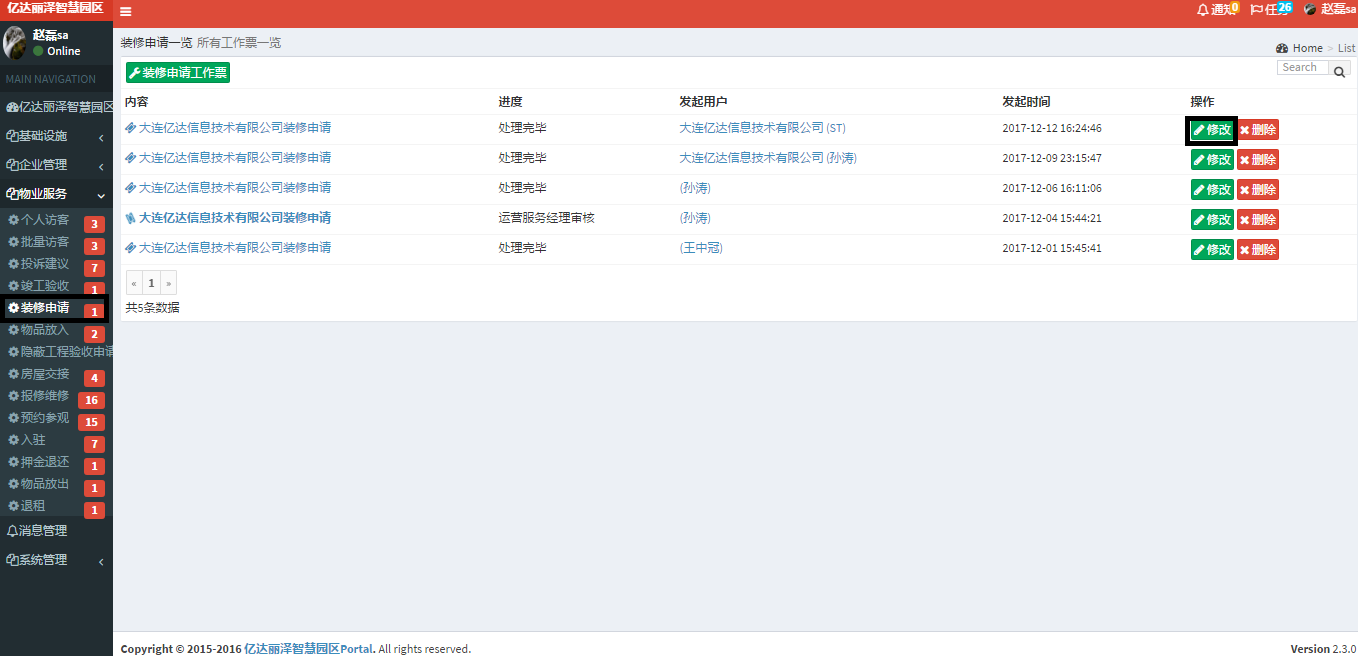 亿达丽泽智慧园区
通知 0 任务 26 赵磊sa
赵磊sa
Online
MAIN NAVIGATION
亿达丽泽智慧园区
基础设施
企业管理
物业服务
个人访客 3
批量访客 3
投诉建议 7
竣工验收 1
装修申请 1
物品放入 2
隐蔽工程验收申请
房屋交接 4
报修维修 16
预约参观 15
入驻 7
押金退还 1
物品放出 1
退租 1
消息管理
系统管理
装修申请一览 所有工作票一览
Home > List
装修申请工作票
Search
内容 进度 发起用户 发起时间 操作
大连亿达信息技术有限公司装修申请 处理完毕 大连亿达信息技术有限公司 (ST) 2017-12-12 16:24:46 修改 删除
大连亿达信息技术有限公司装修申请 处理完毕 大连亿达信息技术有限公司 (孙涛) 2017-12-09 23:15:47 修改 删除
大连亿达信息技术有限公司装修申请 处理完毕 (孙涛) 2017-12-06 16:11:06 修改 删除
大连亿达信息技术有限公司装修申请 运营服务经理审核 (孙涛) 2017-12-04 15:44:21 修改 删除
大连亿达信息技术有限公司装修申请 处理完毕 (王中冠) 2017-12-01 15:45:41 修改 删除
« 1 »
共5条数据
Copyright © 2015-2016 亿达丽泽智慧园区Portal. All rights reserved.
Version 2.3.0